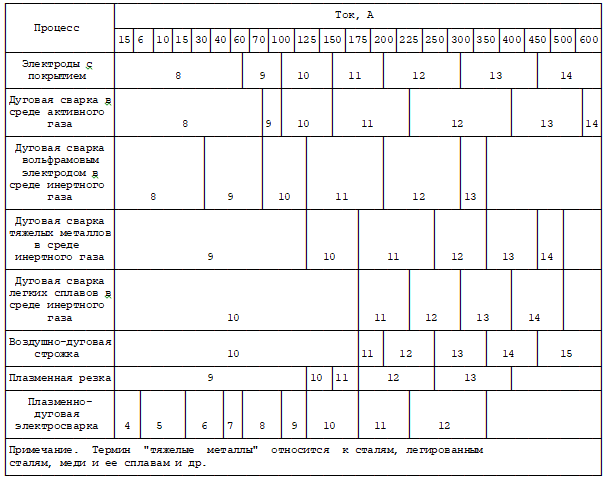 Процесс
Ток, А
15 6 10 15 30 40 60 70 100 125 150 175 200 225 250 300 350 400 450 500 600
Электроды с
покрытием
8 9 10 11 12 13 14
Дуговая сварка в
среде активного
газа
8 9 10 11 12 13 14
Дуговая сварка
вольфрамовым
электродом в
среде инертного
газа
8 9 10 11 12 13
Дуговая сварка
тяжелых металлов
в среде
инертного газа
9 10 11 12 13 14
Дуговая сварка
легких сплавов в
среде инертного
газа
10 11 12 13 14
Воздушно-дуговая
строжка
10 11 12 13 14 15
Плазменная резка
9 10 11 12 13
Плазменно-
дуговая
электросварка
4 5 6 7 8 9 10 11 12
Примечание. Термин "тяжелые металлы" относится к сталям, легированным
сталям, меди и ее сплавам и др.